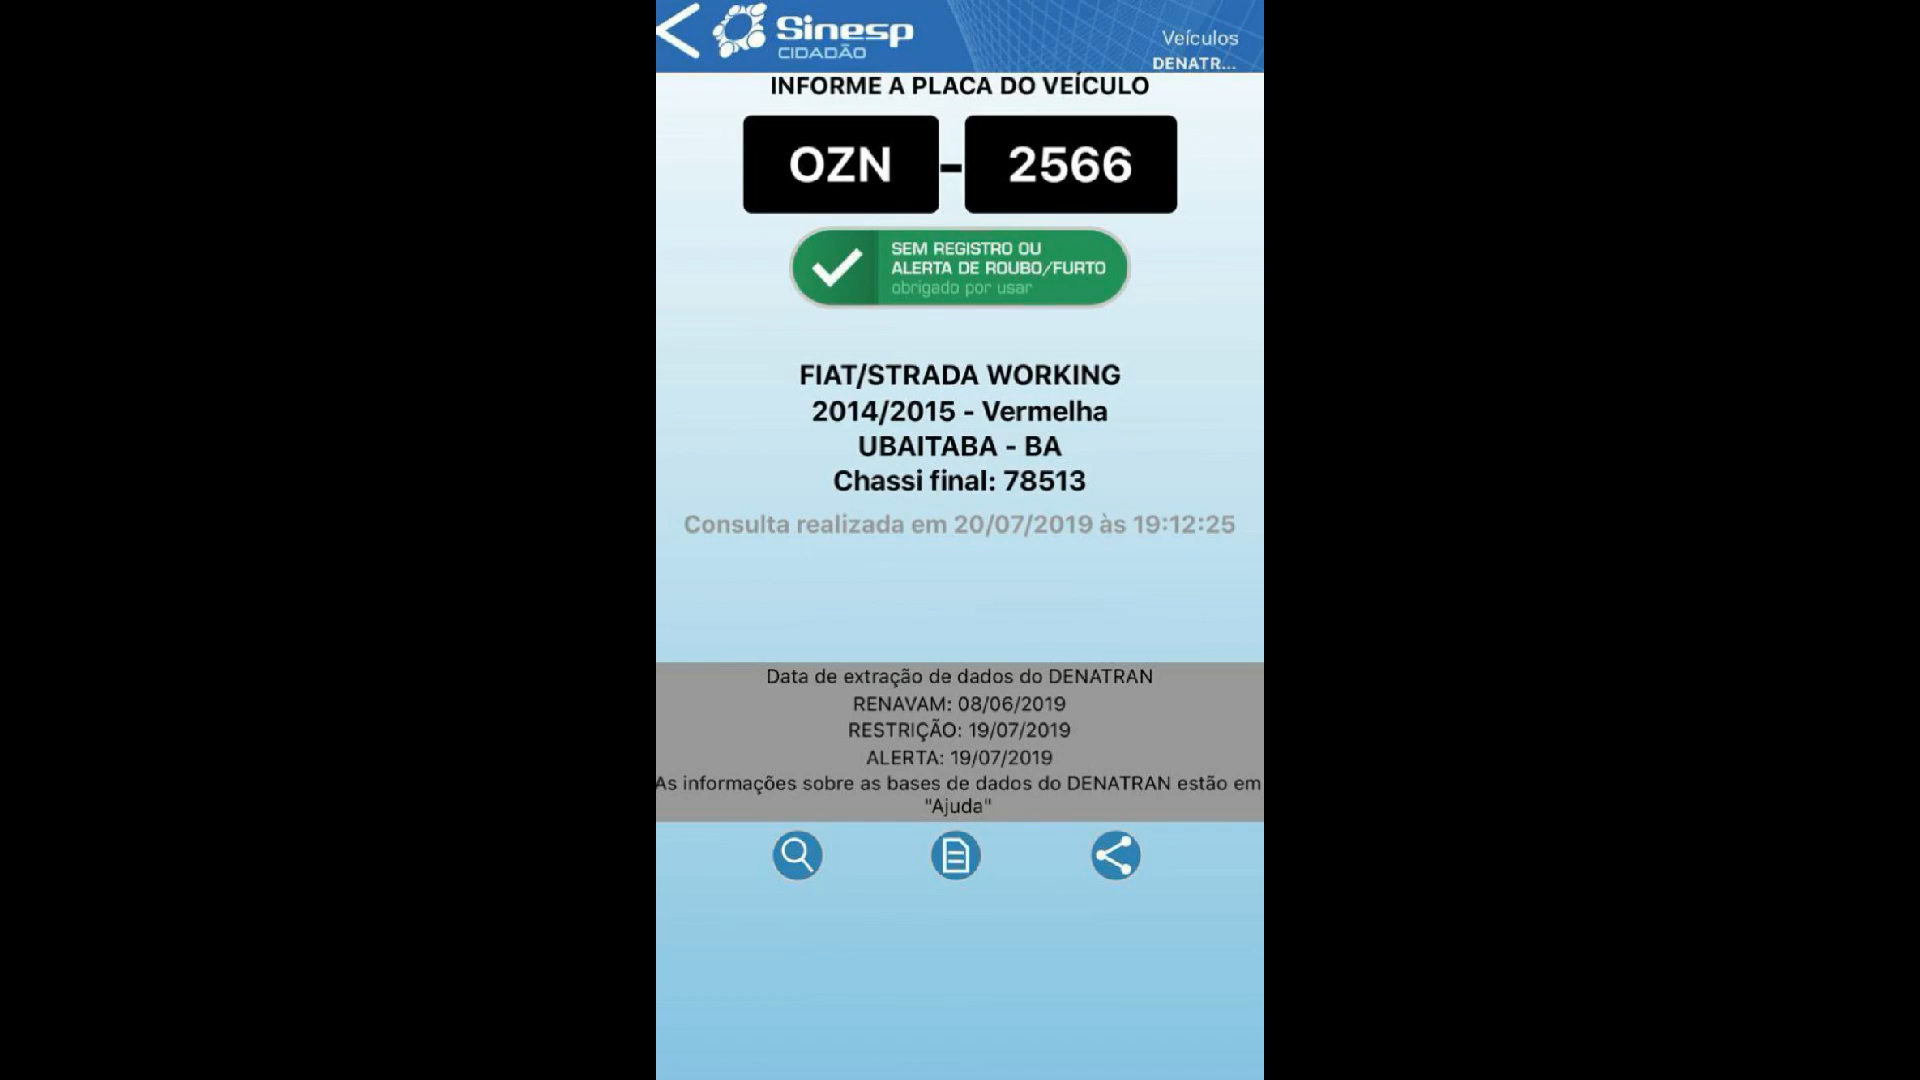 Sinesp
CIDADÃO
Veículos
DENATR...
INFORME A PLACA DO VEÍCULO
OZN - 2566
SEM REGISTRO OU
ALERTA DE ROUBO/FURTO
obrigado por usar
FIAT/STRADA WORKING
2014/2015 - Vermelha
UBAITABA - BA
Chassi final: 78513
Consulta realizada em 20/07/2019 às 19:12:25
Data de extração de dados do DENATRAN
RENAVAM: 08/06/2019
RESTRIÇÃO: 19/07/2019
ALERTA: 19/07/2019
As informações sobre as bases de dados do DENATRAN estão em
"Ajuda"